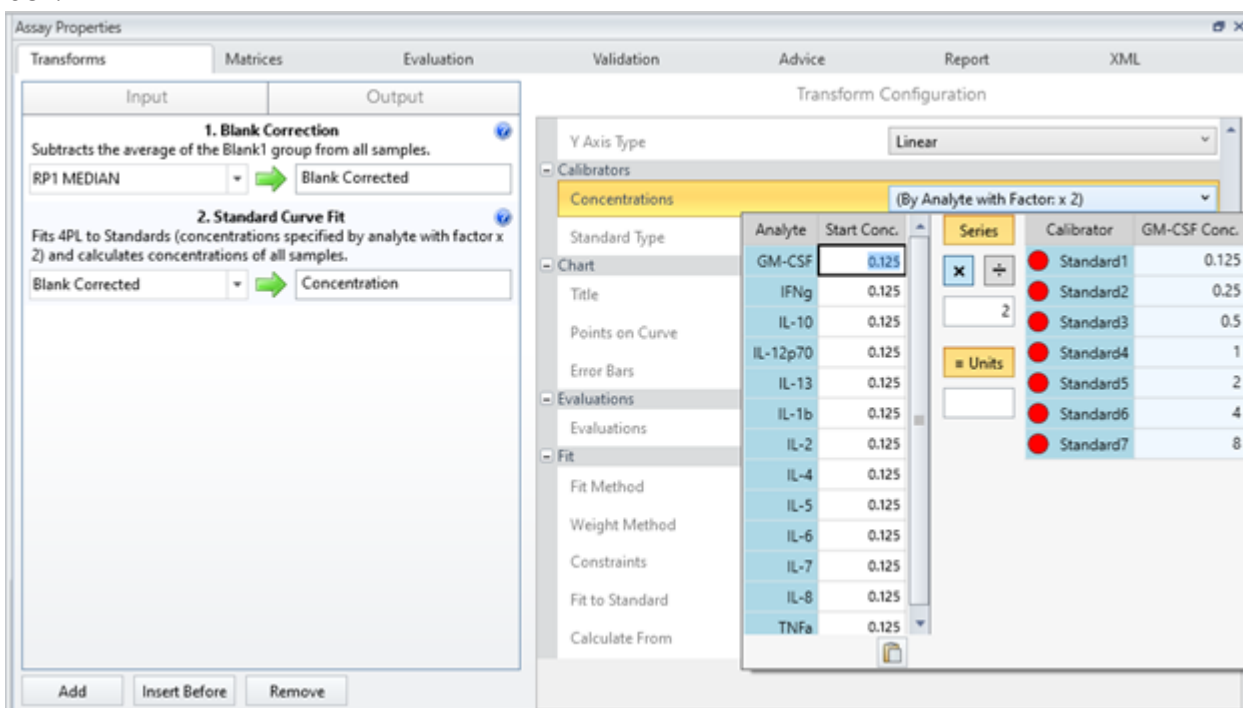 Assay Properties
Transforms Matrices Evaluation Validation Advice Report XML
Input Output
1. Blank Correction
Subtracts the average of the Blank1 group from all samples.
RP1 MEDIAN Blank Corrected
2. Standard Curve Fit
Fits 4PL to Standards (concentrations specified by analyte with factor x
2) and calculates concentrations of all samples.
Blank Corrected Concentration
Add Insert Before Remove
Transform Configuration
Y Axis Type Linear
Calibrators
Concentrations (By Analyte with Factor: x 2)
Standard Type
Chart
Title
Points on Curve
Error Bars
Evaluations
Evaluations
Fit
Fit Method
Weight Method
Constraints
Fit to Standard
Calculate From
Analyte Start Conc.
GM-CSF 0.125
IFNg 0.125
IL-10 0.125
IL-12p70 0.125
IL-13 0.125
IL-1b 0.125
IL-2 0.125
IL-4 0.125
IL-5 0.125
IL-6 0.125
IL-7 0.125
IL-8 0.125
TNFa 0.125
Series
× ÷
2
= Units
Calibrator GM-CSF Conc.
Standard1 0.125
Standard2 0.25
Standard3 0.5
Standard4 1
Standard5 2
Standard6 4
Standard7 8